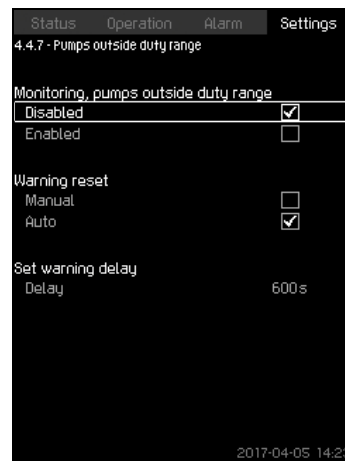 Status Operation Alarm Settings
4.4.7 - Pumps outside duty range
Monitoring, pumps outside duty range
Disabled
Enabled
Warning reset
Manual
Auto
Set warning delay
Delay 600s
2017-04-05 14:23